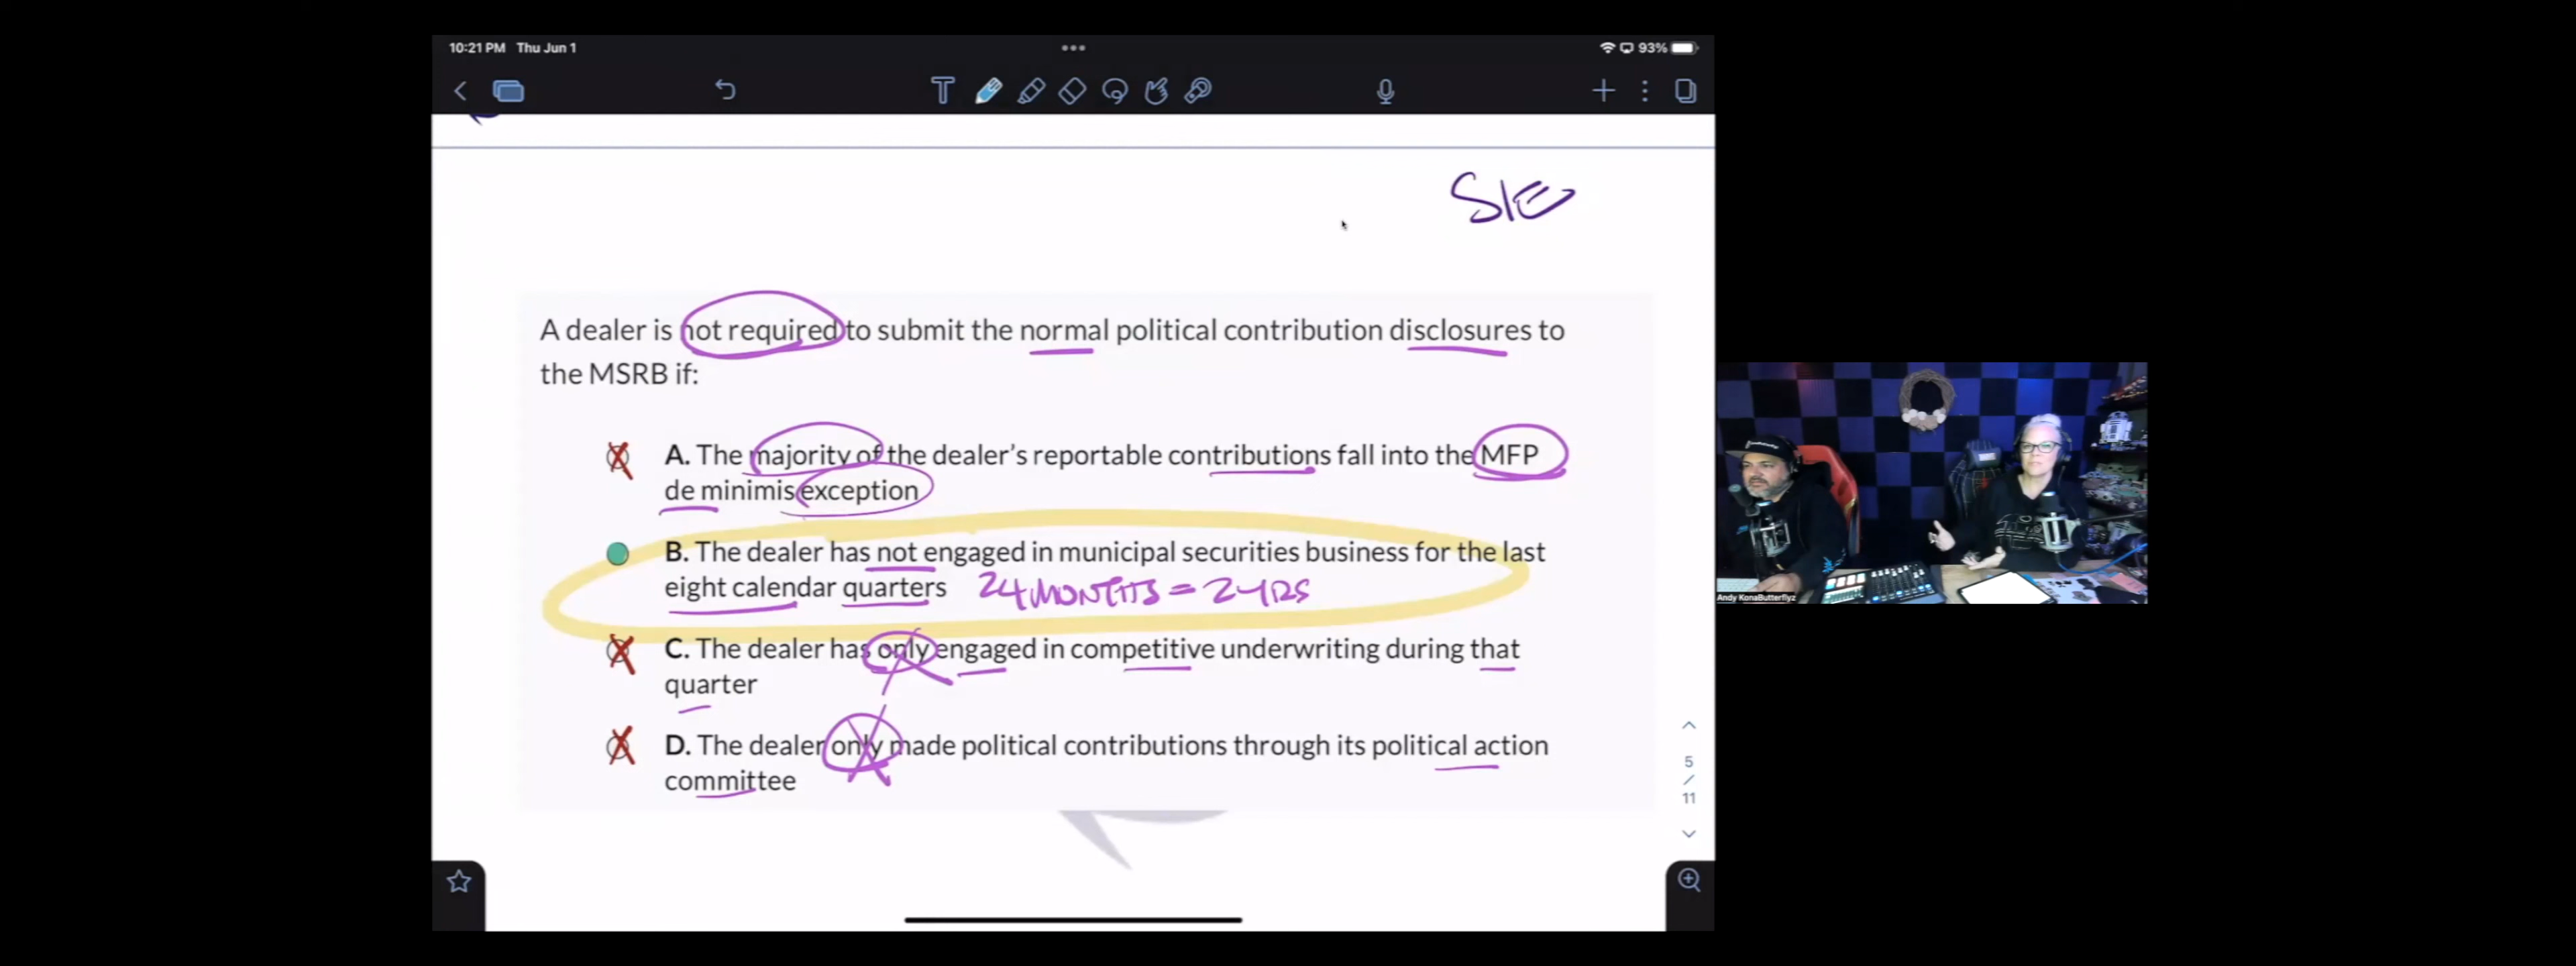 10:21 PM Thu Jun 1
93%
SIE
A dealer is not required to submit the normal political contribution disclosures to
the MSRB if:
A. The majority of the dealer's reportable contributions fall into the MFP
de minimis exception
B. The dealer has not engaged in municipal securities business for the last
eight calendar quarters 24 MONTHS = 2 YRS
C. The dealer has only engaged in competitive underwriting during that
quarter
D. The dealer only made political contributions through its political action
committee
5
/
11
Andy KonaButterflyz